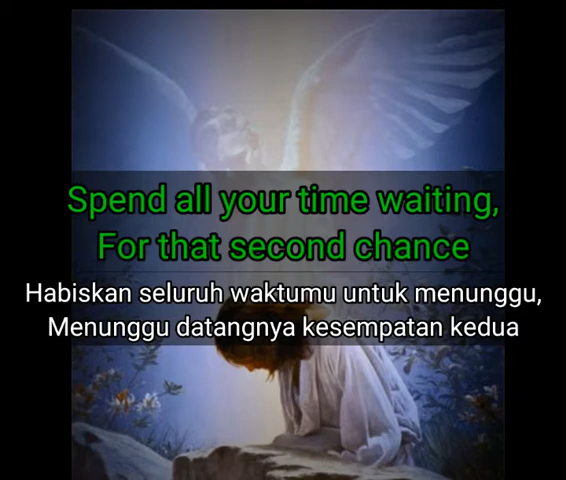 Spend all your time waiting,
For that second chance
Habiskan seluruh waktumu untuk menunggu,
Menunggu datangnya kesempatan kedua